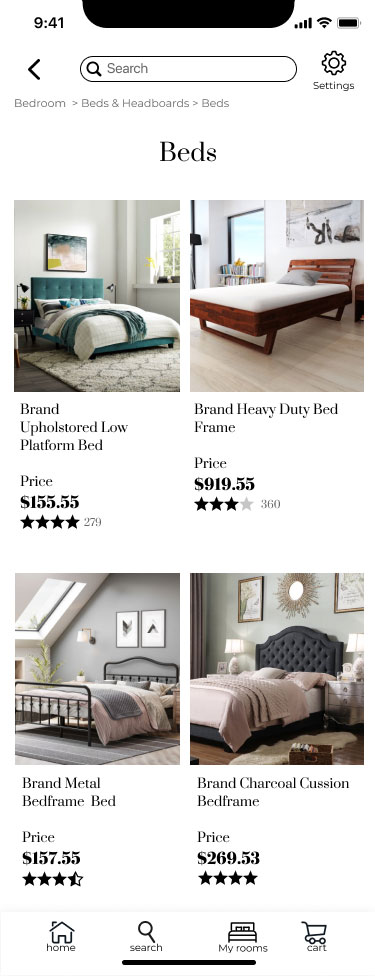 9:41
Search
Settings
Bedroom > Beds & Headboards > Beds
Beds
Brand
Upholstored Low
Platform Bed
Price
$155.55
279
Brand Heavy Duty Bed
Frame
Price
$919.55
360
Brand Metal
Bedframe Bed
Price
$157.55
Brand Charcoal Cussion
Bedframe
Price
$269.53
home
search
My rooms
cart